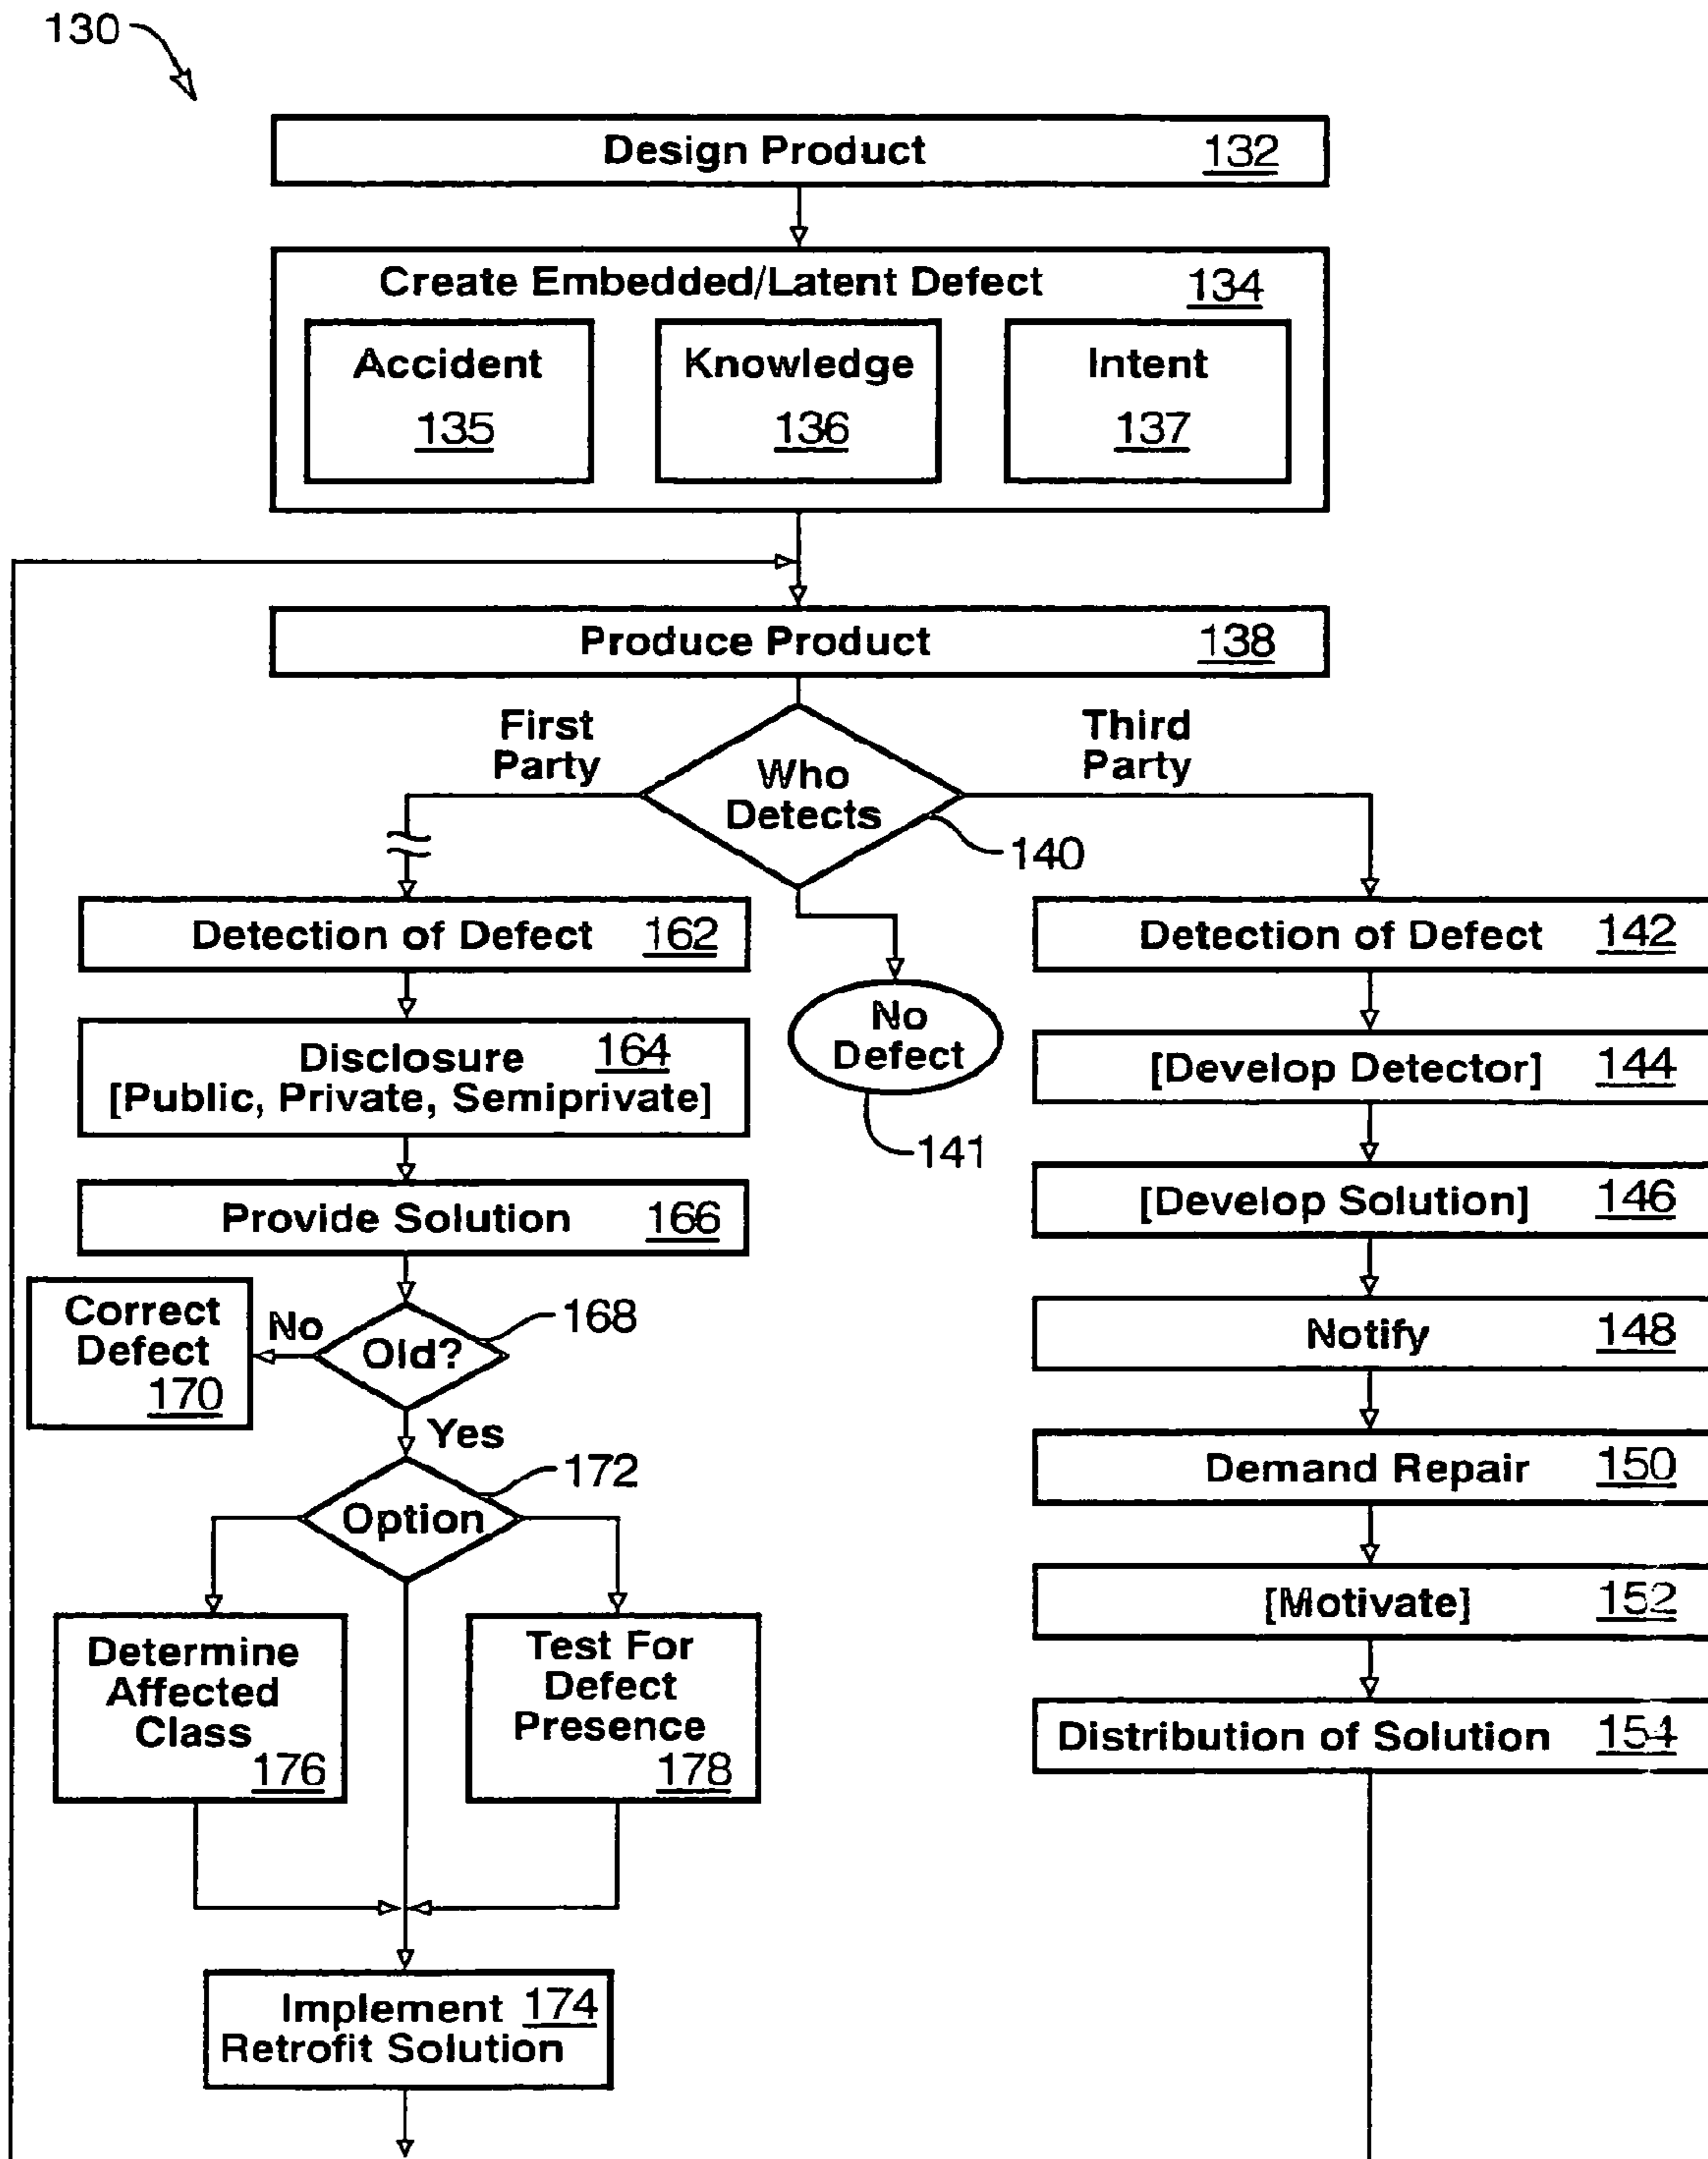 130
Design Product 132
Create Embedded/Latent Defect 134
Accident
135
Knowledge
136
Intent
137
Produce Product 138
First
Party
Third
Party
Who
Detects
140
Detection of Defect 162
No
Defect
141
Disclosure 164
[Public, Private, Semiprivate]
Provide Solution 166
Correct
Defect
170
No
Old?
168
Yes
Option
172
Determine
Affected
Class
176
Test For
Defect
Presence
178
Implement 174
Retrofit Solution
Detection of Defect 142
[Develop Detector] 144
[Develop Solution] 146
Notify 148
Demand Repair 150
[Motivate] 152
Distribution of Solution 154